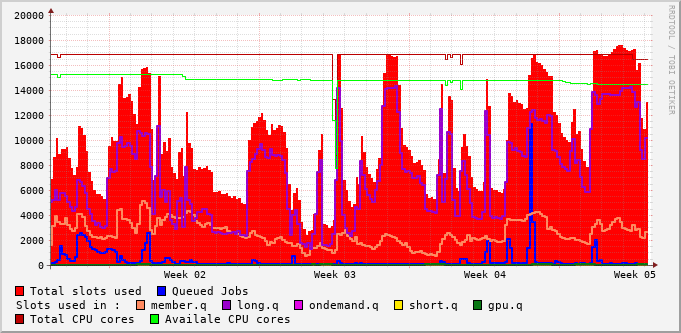 20000
18000
16000
14000
12000
10000
8000
6000
4000
2000
0
Week 02 Week 03 Week 04 Week 05
RRDTOOL / TOBI OETIKER
Total slots used Queued Jobs
Slots used in : member.q long.q ondemand.q short.q gpu.q
Total CPU cores Availale CPU cores